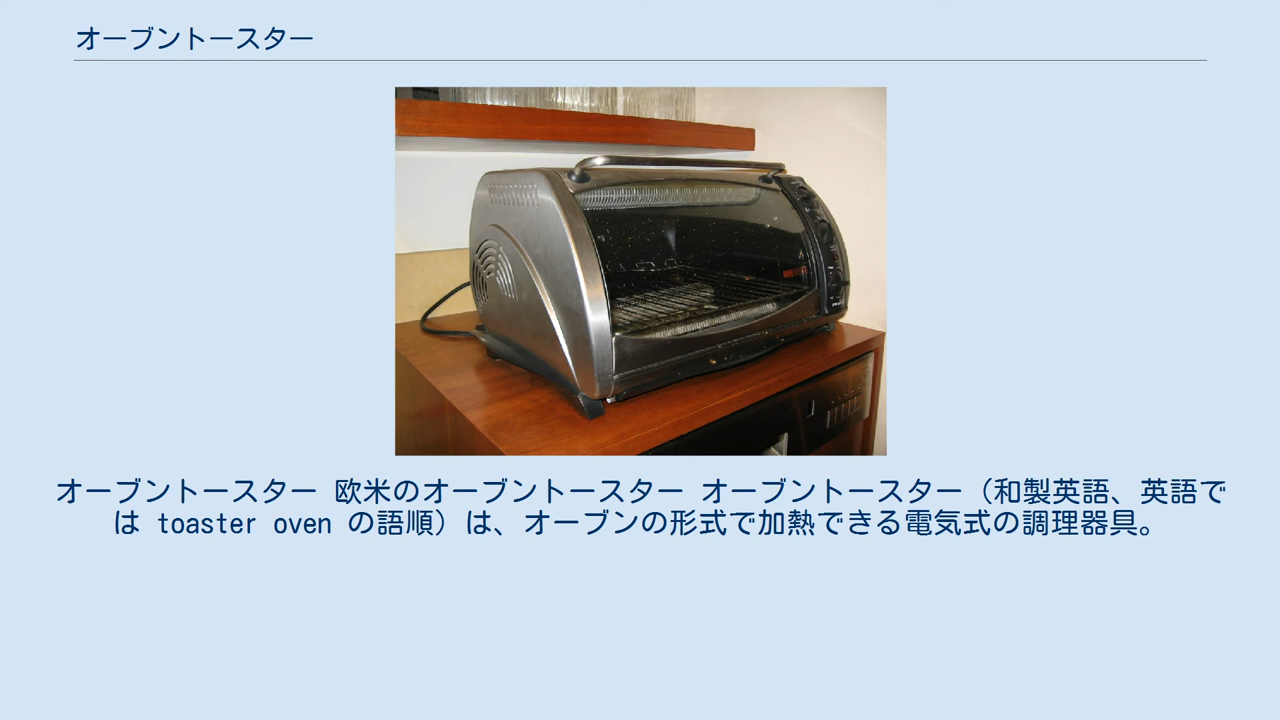 オーブントースター
オーブントースター 欧米のオーブントースター オーブントースター（和製英語、英語で
は toaster oven の語順）は、オーブンの形式で加熱できる電気式の調理器具。